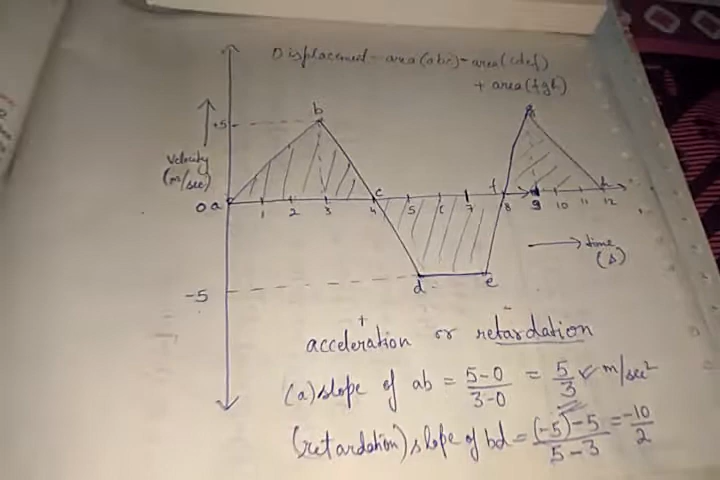 Displacement = area(abc) - area(cdef)
+ area(fgh)
b
g
+5
Velocity
(m/sec)
0 a
1 2 3 4 c 5 6 7 f 8 9 10 11 h 12
time
(s)
-5
d
e
acceleration or retardation
(a) slope of ab = 5-0/3-0 = 5/3 m/sec²
(retardation) slope of bd = (-5)-5/5-3 = -10/2